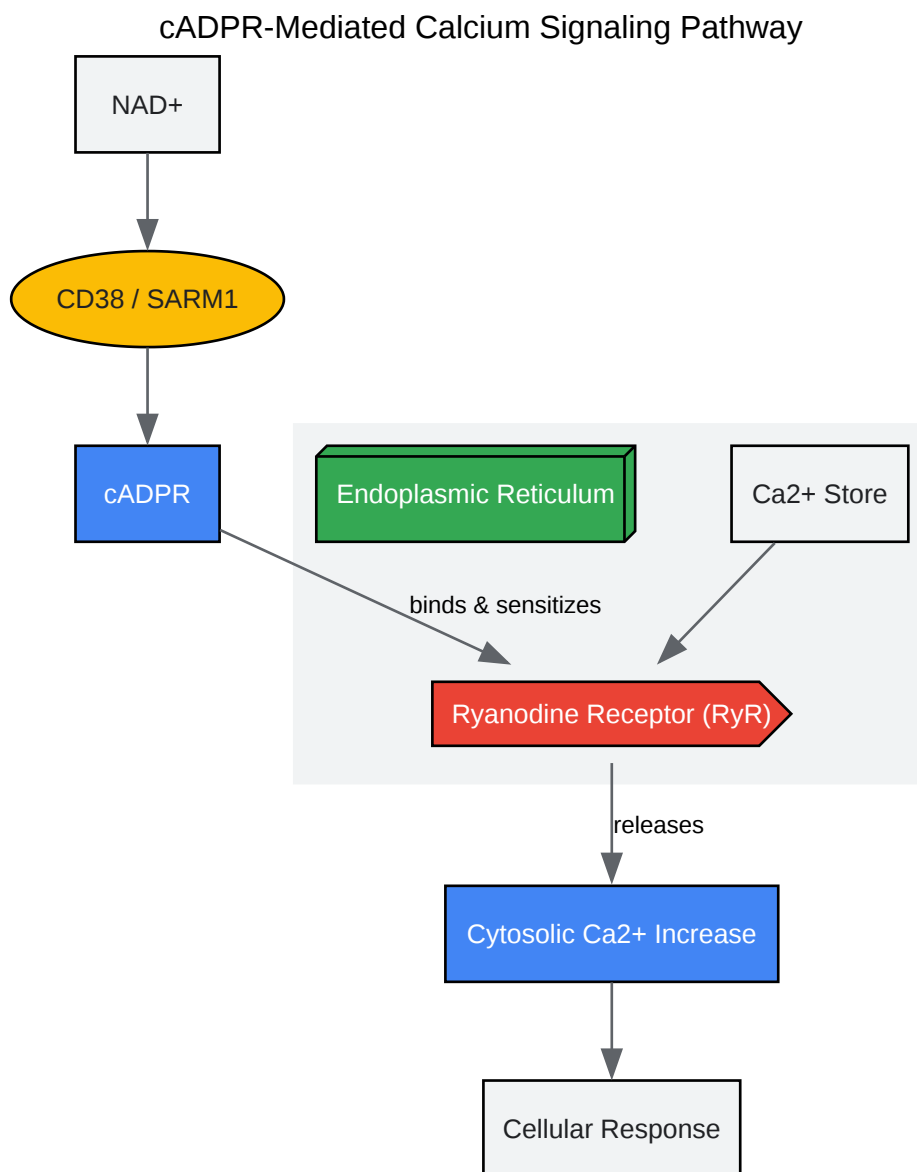 cADPR-Mediated Calcium Signaling Pathway
NAD+
CD38 / SARM1
cADPR
Endoplasmic Reticulum
Ca2+ Store
binds & sensitizes
Ryanodine Receptor (RyR)
releases
Cytosolic Ca2+ Increase
Cellular Response